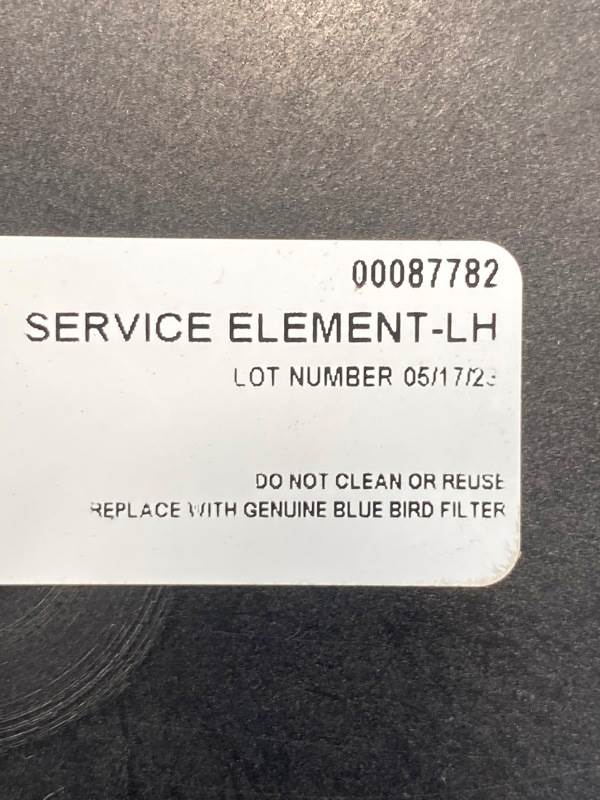 00087782
SERVICE ELEMENT-LH
LOT NUMBER 05/17/23
DO NOT CLEAN OR REUSE
REPLACE WITH GENUINE BLUE BIRD FILTER